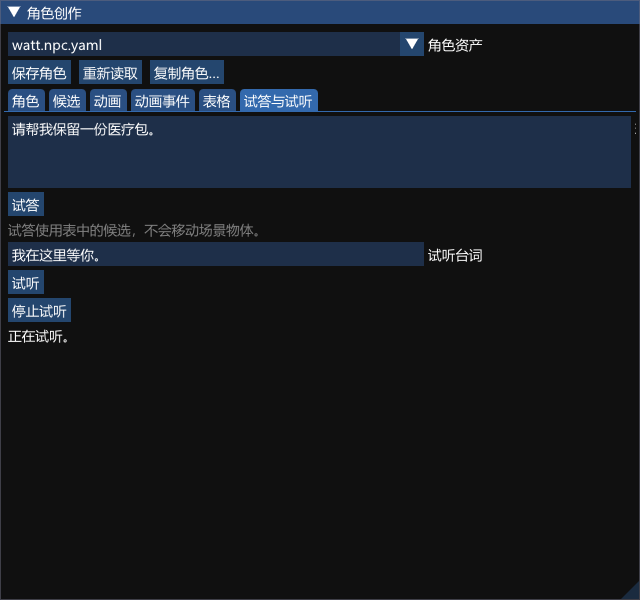 角色创作
watt.npc.yaml 角色资产
保存角色 重新读取 复制角色...
角色 候选 动画 动画事件 表格 试答与试听
请帮我保留一份医疗包。
试答
试答使用表中的候选，不会移动场景物体。
我在这里等你。 试听台词
试听
停止试听
正在试听。